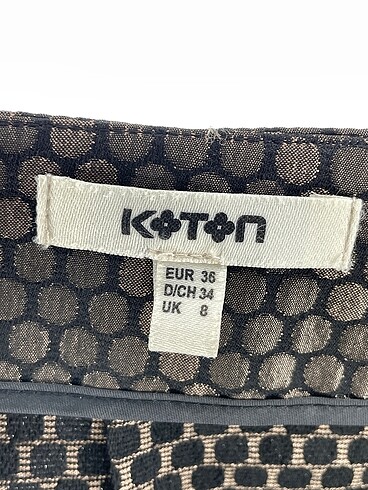 KOTON
EUR 36
D/CH 34
UK 8